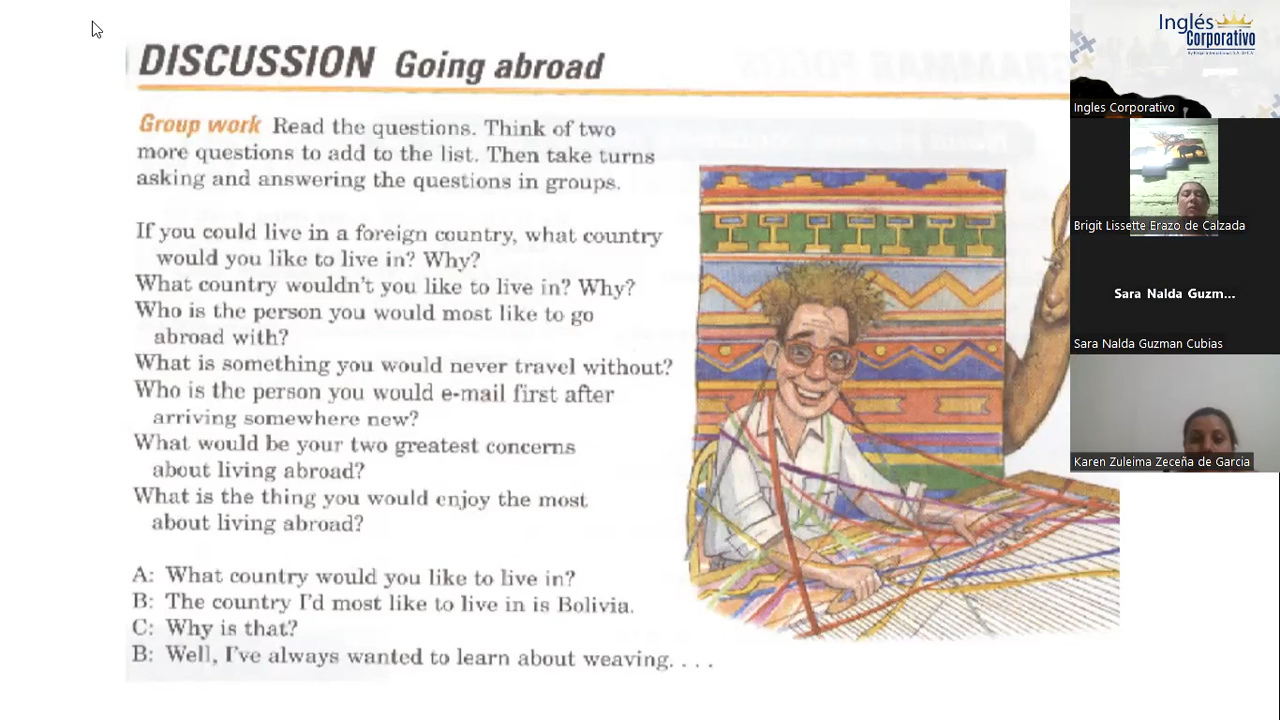 DISCUSSION Going abroad
Group work Read the questions. Think of two
more questions to add to the list. Then take turns
asking and answering the questions in groups.
If you could live in a foreign country, what country
would you like to live in? Why?
What country wouldn't you like to live in? Why?
Who is the person you would most like to go
abroad with?
What is something you would never travel without?
Who is the person you would e-mail first after
arriving somewhere new?
What would be your two greatest concerns
about living abroad?
What is the thing you would enjoy the most
about living abroad?
A: What country would you like to live in?
B: The country I'd most like to live in is Bolivia.
C: Why is that?
B: Well, I've always wanted to learn about weaving. . . .
Inglés
Corporativo
Ingles Corporativo
Brigit Lissette Erazo de Calzada
Sara Nalda Guzm...
Sara Nalda Guzman Cubias
Karen Zuleima Zeceña de Garcia